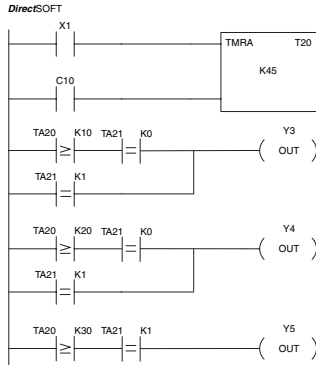 DirectSOFT
X1
TMRA T20
K45
C10
TA20 K10 TA21 K0 Y3
≥ = OUT
TA21 K1
=
TA20 K20 TA21 K0 Y4
≥ = OUT
TA21 K1
=
TA20 K30 TA21 K1 Y5
≥ = OUT